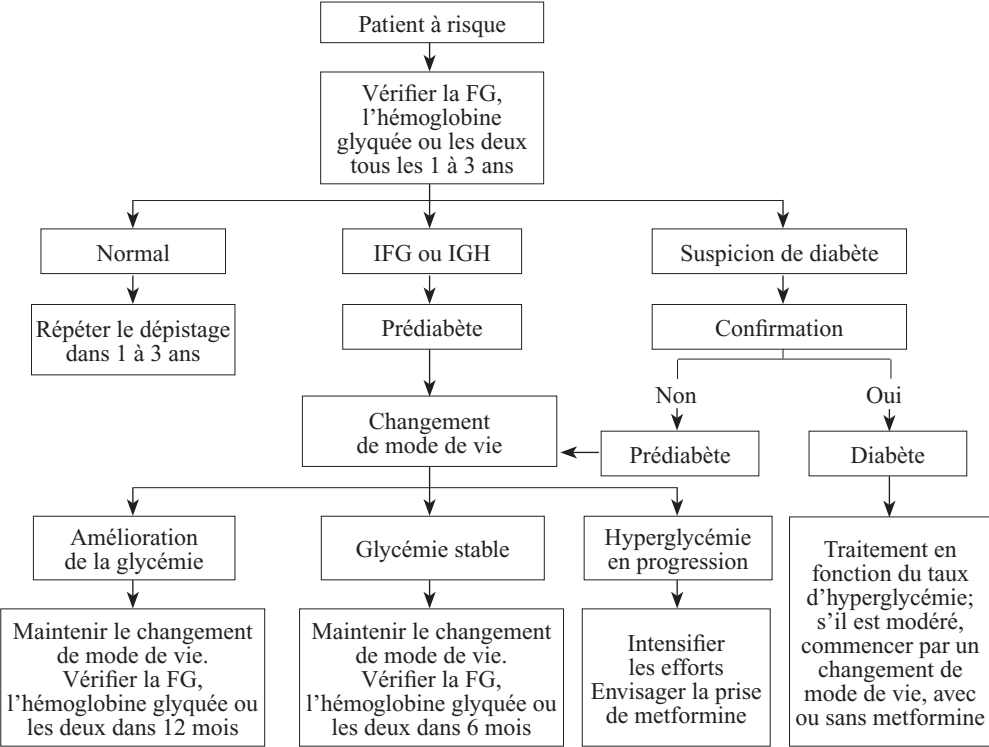 Patient à risque
Vérifier la FG,
l'hémoglobine
glyquée ou les deux
tous les 1 à 3 ans
Normal
IFG ou IGH
Suspicion de diabète
Répéter le dépistage
dans 1 à 3 ans
Prédiabète
Confirmation
Non
Oui
Changement
de mode de vie
Prédiabète
Diabète
Amélioration
de la glycémie
Glycémie stable
Hyperglycémie
en progression
Traitement en
fonction du taux
d'hyperglycémie;
s'il est modéré,
commencer par un
changement de
mode de vie, avec
ou sans metformine
Maintenir le changement
de mode de vie.
Vérifier la FG,
l'hémoglobine glyquée ou
les deux dans 12 mois
Maintenir le changement
de mode de vie.
Vérifier la FG,
l'hémoglobine glyquée ou
les deux dans 6 mois
Intensifier
les efforts
Envisager la prise
de metformine